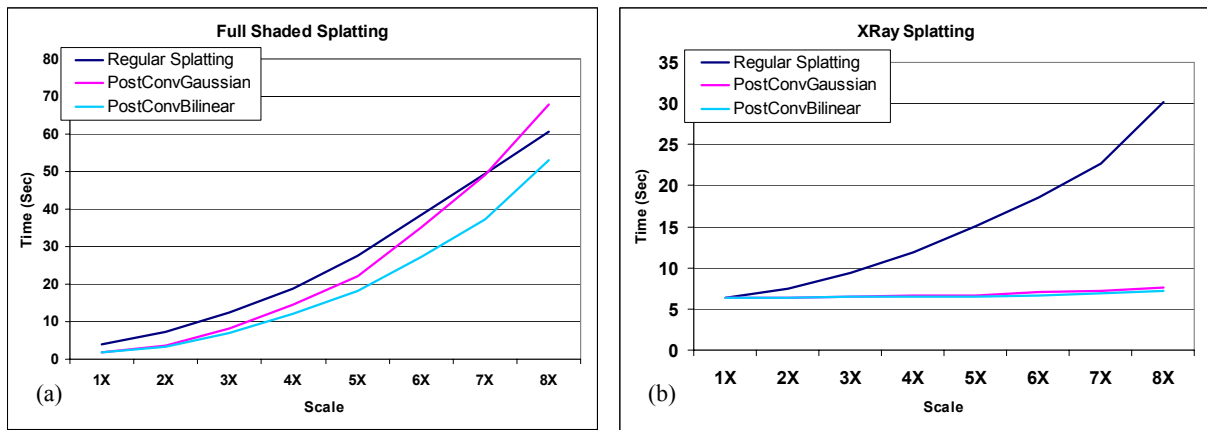 Full Shaded Splatting
80
70
60
50
40
30
20
10
0
Time (Sec)
Regular Splatting
PostConvGaussian
PostConvBilinear
1X 2X 3X 4X 5X 6X 7X 8X
Scale
(a)
XRay Splatting
35
30
25
20
15
10
5
0
Time (Sec)
Regular Splatting
PostConvGaussian
PostConvBilinear
1X 2X 3X 4X 5X 6X 7X 8X
Scale
(b)